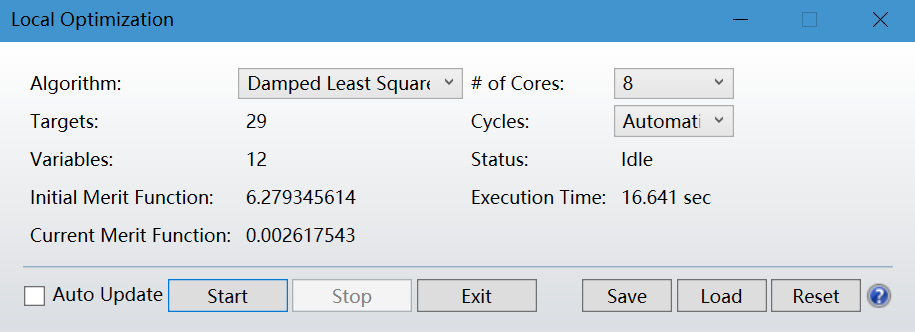 Local Optimization
Algorithm: Damped Least Square # of Cores: 8
Targets: 29 Cycles: Automati
Variables: 12 Status: Idle
Initial Merit Function: 6.279345614 Execution Time: 16.641 sec
Current Merit Function: 0.002617543
Auto Update Start Stop Exit Save Load Reset ?